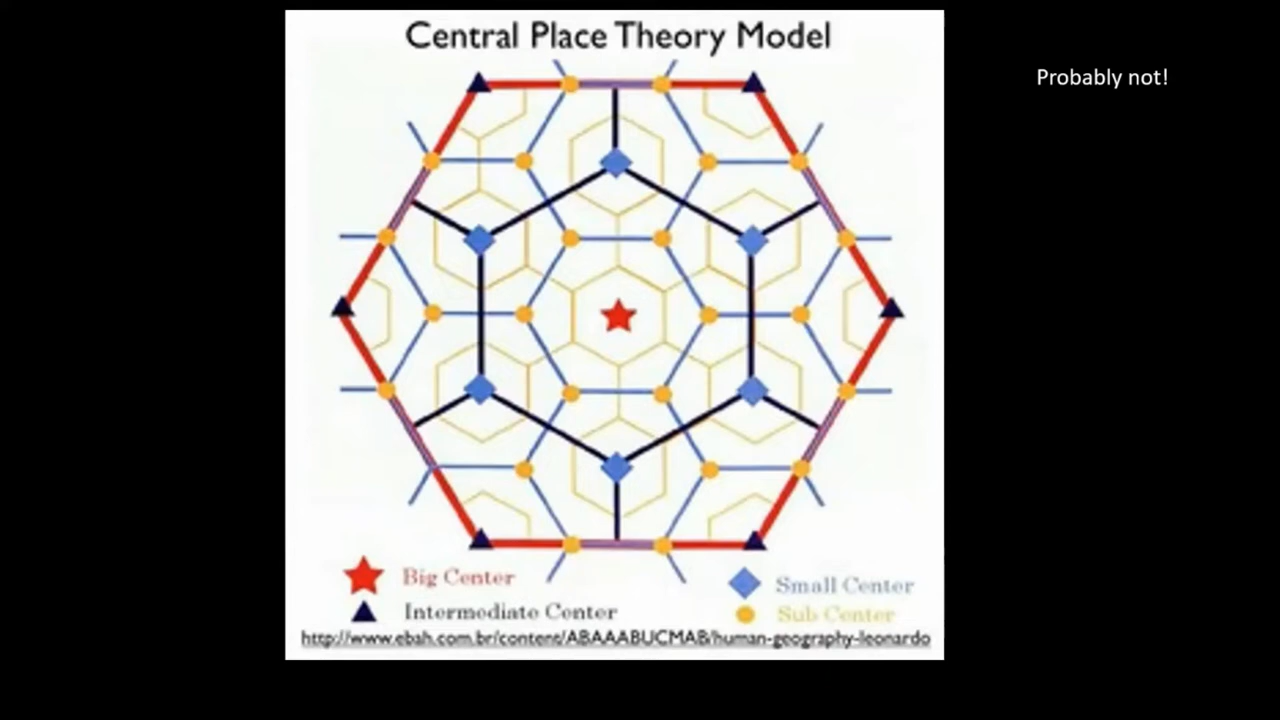 Central Place Theory Model
Probably not!
Big Center
Small Center
Intermediate Center
Sub Center
http://www.ebah.com.br/content/ABAAABUCMAB/human-geography-leonardo